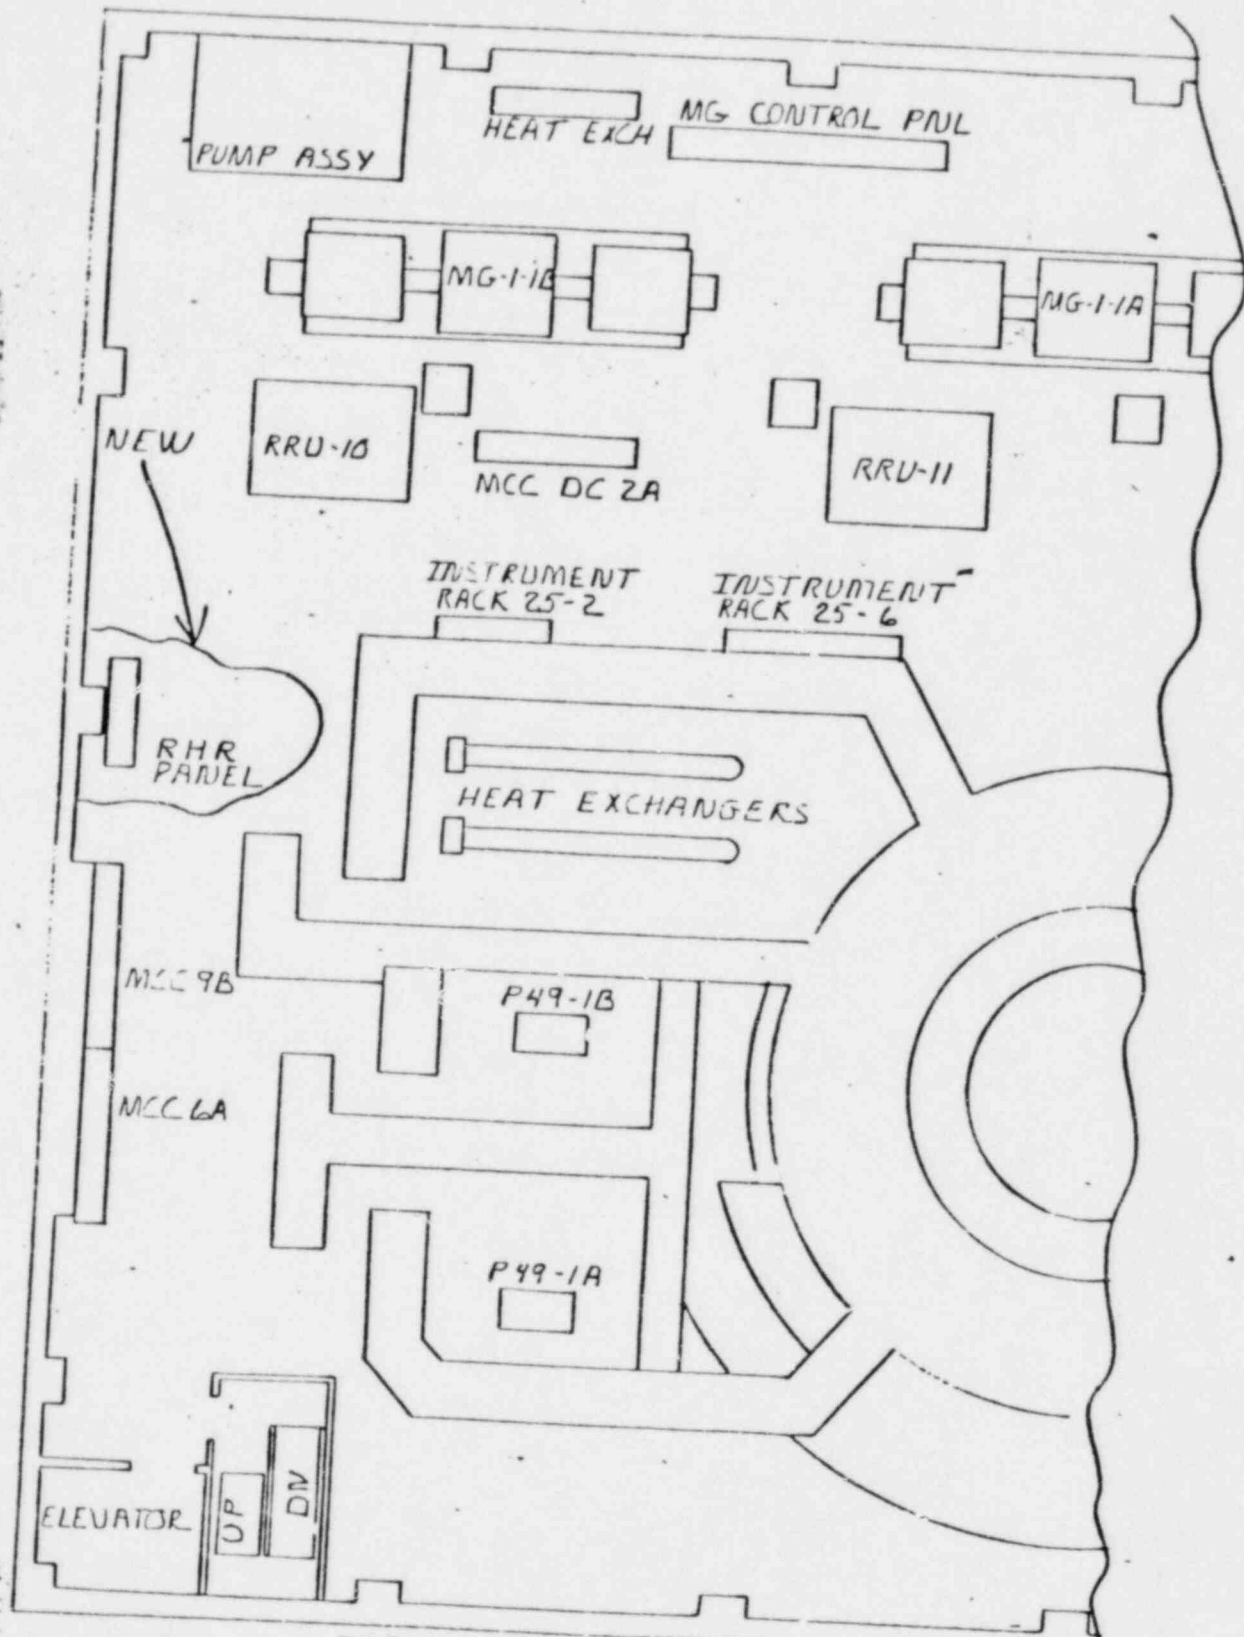 HEAT EXCH
MG CONTROL PNL
PUMP ASSY
MG-1-1B
MG-1-1A
NEW
RRU-10
MCC DC 2A
RRU-11
INSTRUMENT
RACK 25-2
INSTRUMENT
RACK 25-6
RHR
PANEL
HEAT EXCHANGERS
MCC 9B
P49-1B
MCC 6A
P49-1A
ELEVATOR
UP
DN